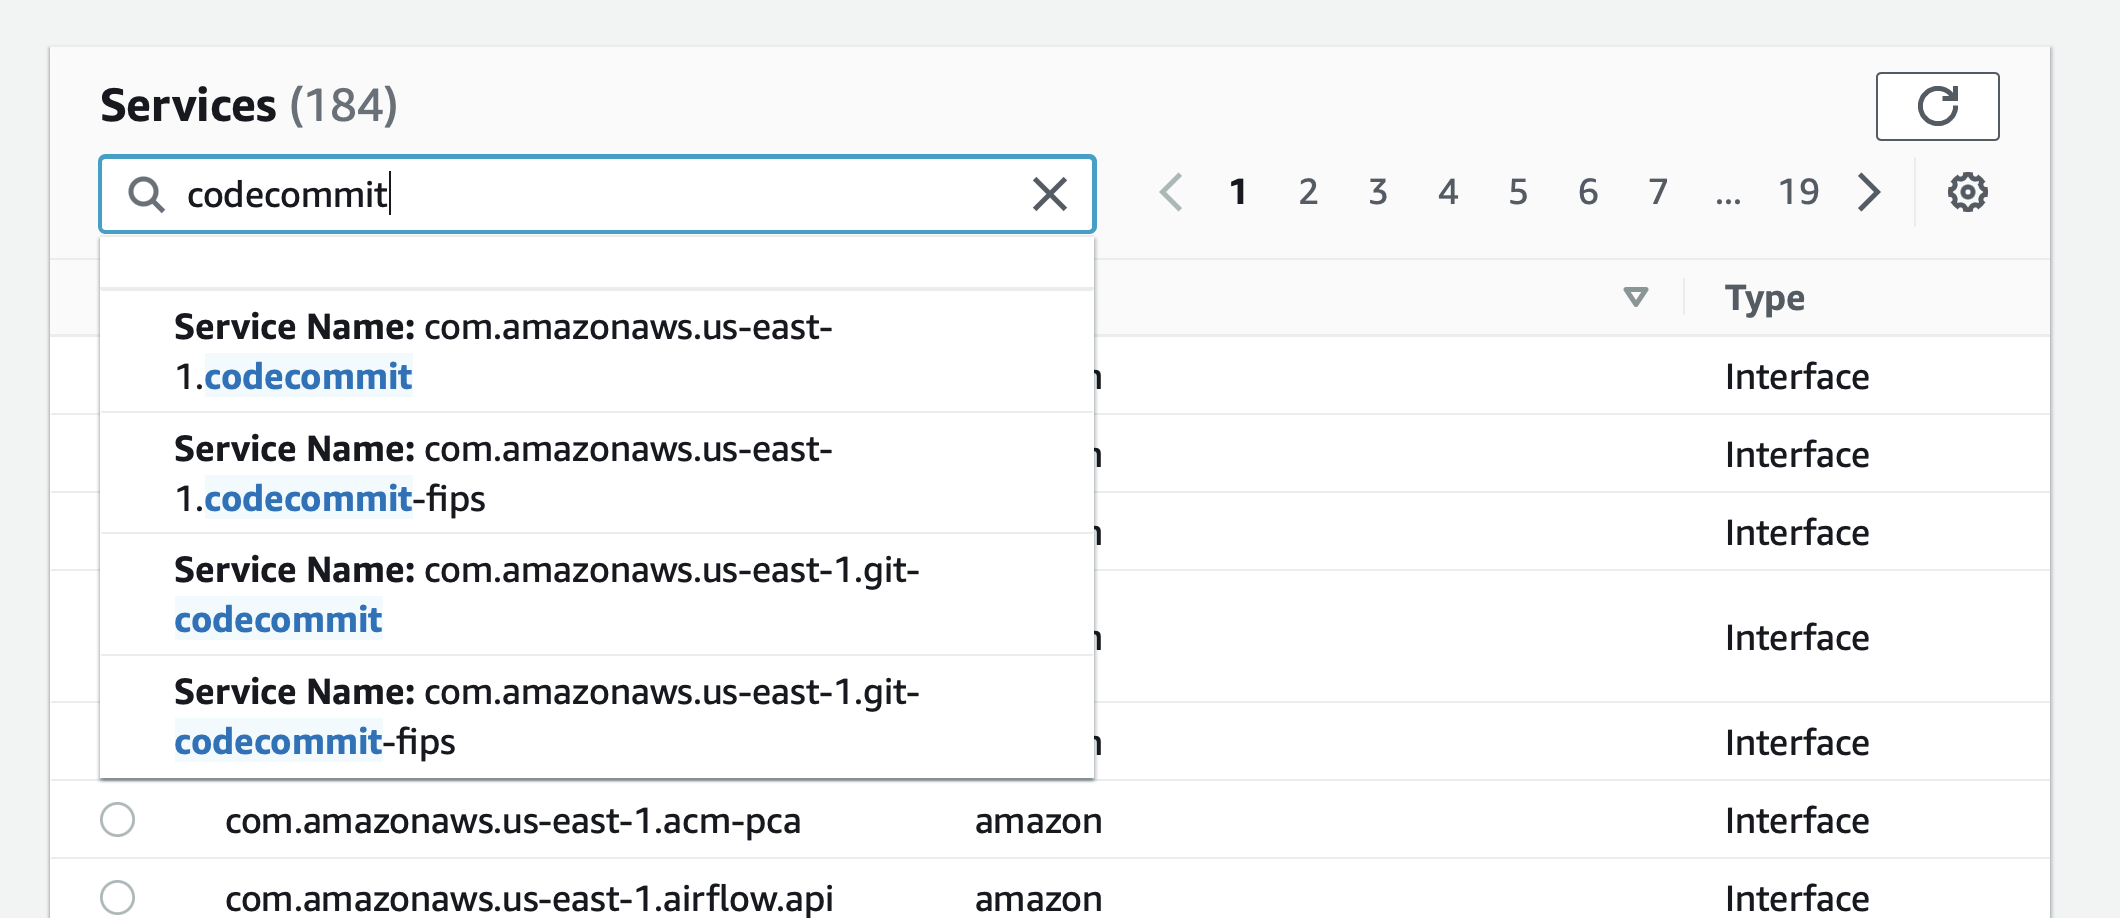 Services (184)
codecommit
1 2 3 4 5 6 7 ... 19
Type
Service Name: com.amazonaws.us-east-
1.codecommit
Interface
Service Name: com.amazonaws.us-east-
1.codecommit-fips
Interface
Interface
Service Name: com.amazonaws.us-east-1.git-
codecommit
Interface
Service Name: com.amazonaws.us-east-1.git-
codecommit-fips
Interface
com.amazonaws.us-east-1.acm-pca amazon Interface
com.amazonaws.us-east-1.airflow.api amazon Interface